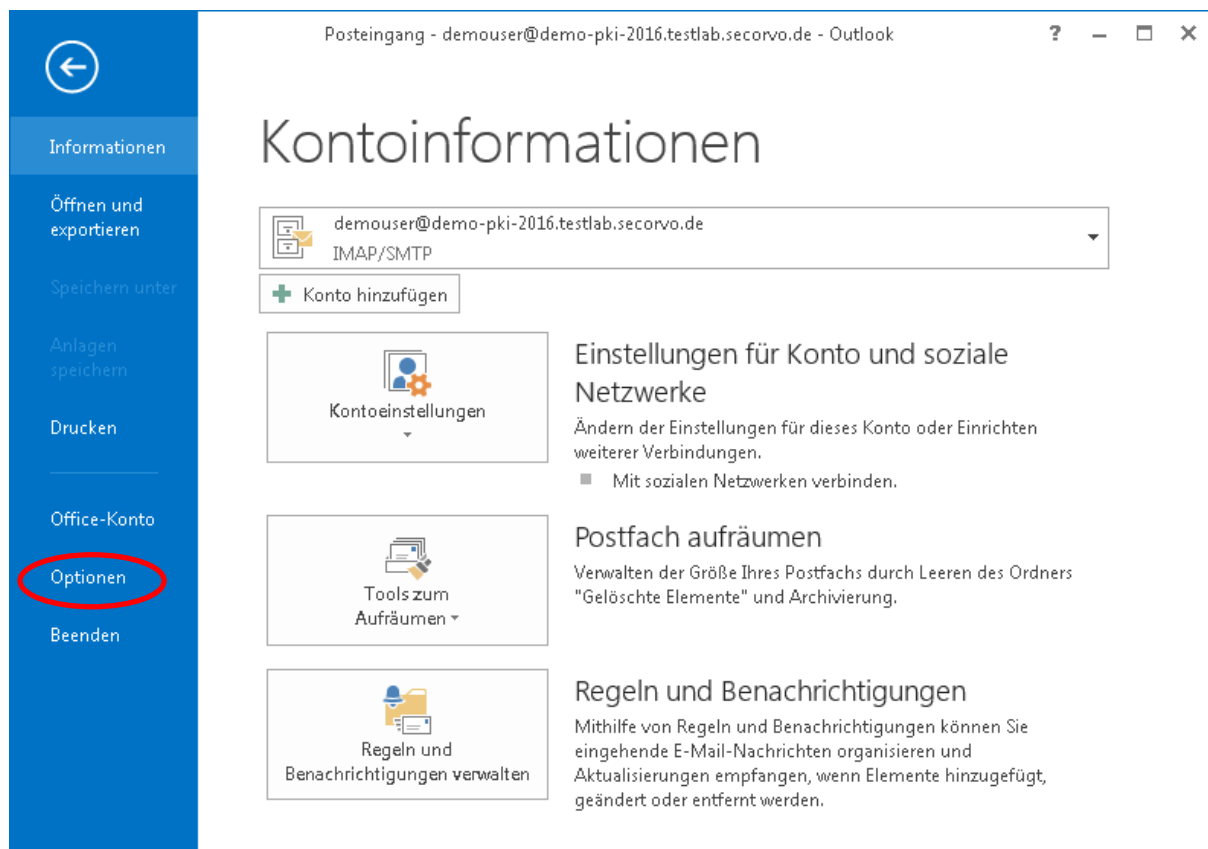 Posteingang - demouser@demo-pki-2016.testlab.secorvo.de - Outlook
?
Informationen
Öffnen und
exportieren
Speichern unter
Anlagen
speichern
Drucken
Office-Konto
Optionen
Beenden
Kontoinformationen
demouser@demo-pki-2016.testlab.secorvo.de
IMAP/SMTP
Konto hinzufügen
Kontoeinstellungen
Einstellungen für Konto und soziale
Netzwerke
Ändern der Einstellungen für dieses Konto oder Einrichten
weiterer Verbindungen.
Mit sozialen Netzwerken verbinden.
Tools zum
Aufräumen
Postfach aufräumen
Verwalten der Größe Ihres Postfachs durch Leeren des Ordners
"Gelöschte Elemente" und Archivierung.
Regeln und
Benachrichtigungen verwalten
Regeln und Benachrichtigungen
Mithilfe von Regeln und Benachrichtigungen können Sie
eingehende E-Mail-Nachrichten organisieren und
Aktualisierungen empfangen, wenn Elemente hinzugefügt,
geändert oder entfernt werden.